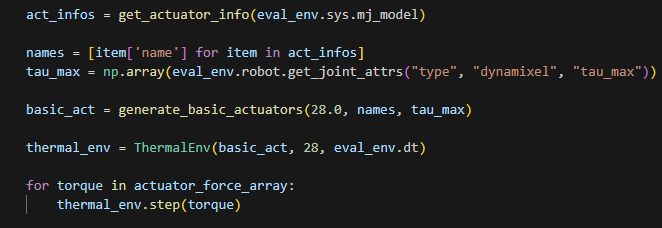 act_infos = get_actuator_info(eval_env.sys.mj_model)
names = [item['name'] for item in act_infos]
tau_max = np.array(eval_env.robot.get_joint_attrs("type", "dynamixel", "tau_max"))
basic_act = generate_basic_actuators(28.0, names, tau_max)
thermal_env = ThermalEnv(basic_act, 28, eval_env.dt)
for torque in actuator_force_array:
    thermal_env.step(torque)